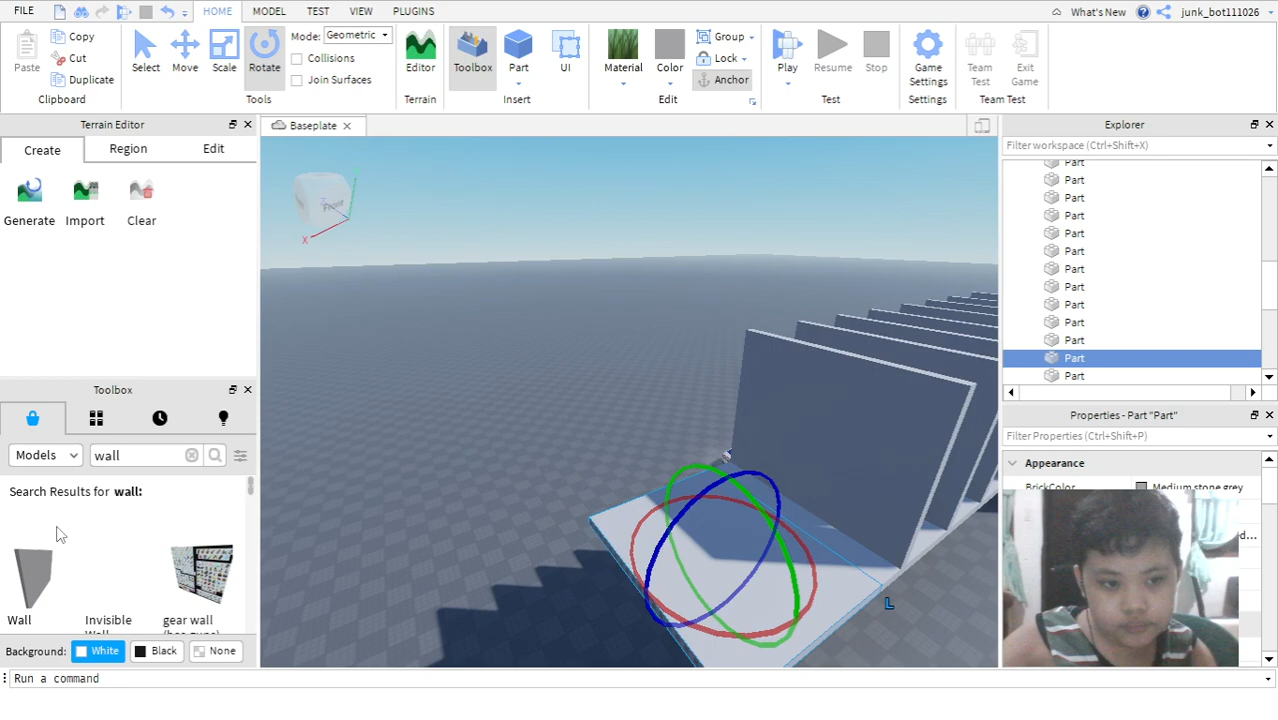 FILE HOME MODEL TEST VIEW PLUGINS What's New junk_bot111026
Paste Copy Cut Duplicate Clipboard
Select Move Scale Rotate Mode: Geometric Collisions Join Surfaces Tools
Editor Terrain
Toolbox Part UI Insert
Material Color Group Lock Anchor Edit
Play Resume Stop Test
Game Settings Settings
Team Test Exit Game Team Test
Terrain Editor
Create Region Edit
Generate Import Clear
Toolbox
Models wall
Search Results for wall:
Wall Invisible gear wall
Background: White Black None
Run a command
Baseplate
Front
X
L
Explorer
Filter workspace (Ctrl+Shift+X)
Part
Part
Part
Part
Part
Part
Part
Part
Part
Part
Part
Part
Part
Properties - Part "Part"
Filter Properties (Ctrl+Shift+P)
Appearance
BrickColor Medium stone grey
d...